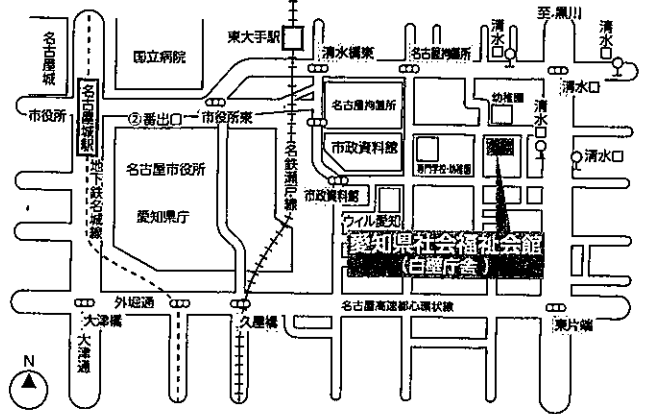 至.黒川
清水口
清水口
名古屋城
国立病院
東大手駅
清水橋東
名古屋拘置所
清水口
市役所
名古屋城駅
②番出口
市役所東
名古屋拘置所
幼稚園
清水口
地下鉄名城線
名鉄瀬戸線
市政資料館
専門学校・幼稚園
清水口
名古屋市役所
愛知県庁
市政資料館
ウィル愛知
愛知県社会福祉会館
(白壁庁舎)
外堀通
名古屋高速都心環状線
大津橋
久屋橋
東片端
大津通
N